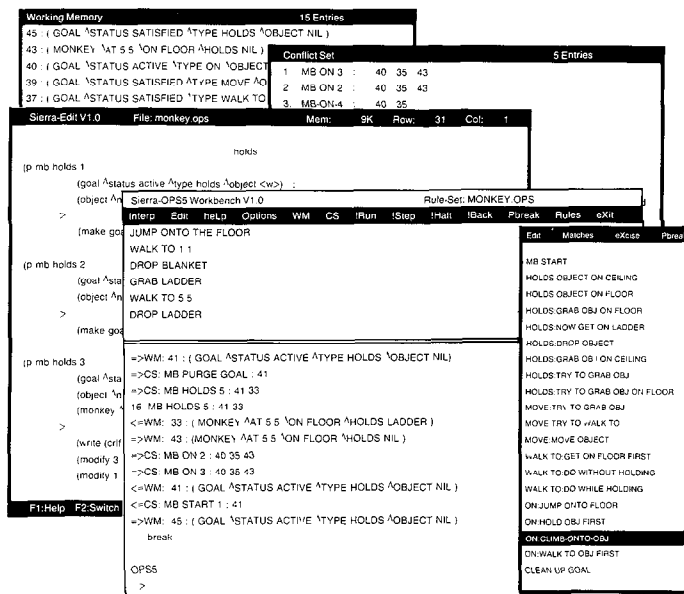 Working Memory 15 Entries
45 : ( GOAL ^STATUS SATISFIED ^TYPE HOLDS ^OBJECT NIL )
43 : ( MONKEY ^AT 5 5 ^ON FLOOR ^HOLDS NIL )
40 : ( GOAL ^STATUS ACTIVE ^TYPE ON ^OBJECT
39 : ( GOAL ^STATUS SATISFIED ^TYPE MOVE ^O
37 : ( GOAL ^STATUS SATISFIED ^TYPE WALK TO
Conflict Set 5 Entries
1 MB ON 3 : 40 35 43
2 MB ON 2 : 40 35 43
3. MB-ON-4 : 40 35
Sierra-Edit V1.0 File: monkey.ops Mem: 9K Row: 31 Col: 1
holds
(p mb holds 1
(goal ^status active ^type holds ^object <w>) :
(object ^n
>
(make goa
(p mb holds 2
(goal ^sta
(object ^n
>
(make goa
(p mb holds 3
(goal ^sta
(object ^n
(monkey ^
>
(write (crlf
(modify 3
(modify 1
F1:Help F2:Switch
Sierra-OPS5 Workbench V1.0 Rule-Set: MONKEY.OPS
Interp Edit heLp Options WM CS !Run !Step !Halt !Back Pbreak Rules eXit
JUMP ONTO THE FLOOR
WALK TO 1 1
DROP BLANKET
GRAB LADDER
WALK TO 5 5
DROP LADDER
=>WM: 41 : ( GOAL ^STATUS ACTIVE ^TYPE HOLDS ^OBJECT NIL)
=>CS: MB PURGE GOAL : 41
=>CS: MB HOLDS 5 : 41 33
16 MB HOLDS 5 : 41 33
<=WM: 33 : ( MONKEY ^AT 5 5 ^ON FLOOR ^HOLDS LADDER )
=>WM: 43 : (MONKEY ^AT 5 5 ^ON FLOOR ^HOLDS NIL )
=>CS: MB ON 2 : 40 35 43
=>CS: MB ON 3 : 40 35 43
<=WM: 41 : ( GOAL ^STATUS ACTIVE ^TYPE HOLDS ^OBJECT NIL )
<=CS: MB START 1 : 41
=>WM: 45 : ( GOAL ^STATUS ACTIVE ^TYPE HOLDS ^OBJECT NIL )
break
OPS5
>
Edit Matches eXcise Pbrea
MB START
HOLDS OBJECT ON CEILING
HOLDS:OBJECT ON FLOOR
HOLDS:GRAB OBJ ON FLOOR
HOLDS:NOW GET ON LADDER
HOLDS:DROP OBJECT
HOLDS:GRAB OBJ ON CEILING
HOLDS:TRY TO GRAB OBJ
HOLDS:TRY TO GRAB OBJ ON FLOOR
MOVE:TRY TO GRAB OBJ
MOVE TRY TO WALK TO
MOVE:MOVE OBJECT
WALK TO:GET ON FLOOR FIRST
WALK TO:DO WITHOUT HOLDING
WALK TO:DO WHILE HOLDING
ON:JUMP ONTO FLOOR
ON:HOLD OBJ FIRST
ON:CLIMB-ONTO-OBJ
ON:WALK TO OBJ FIRST
CLEAN UP GOAL